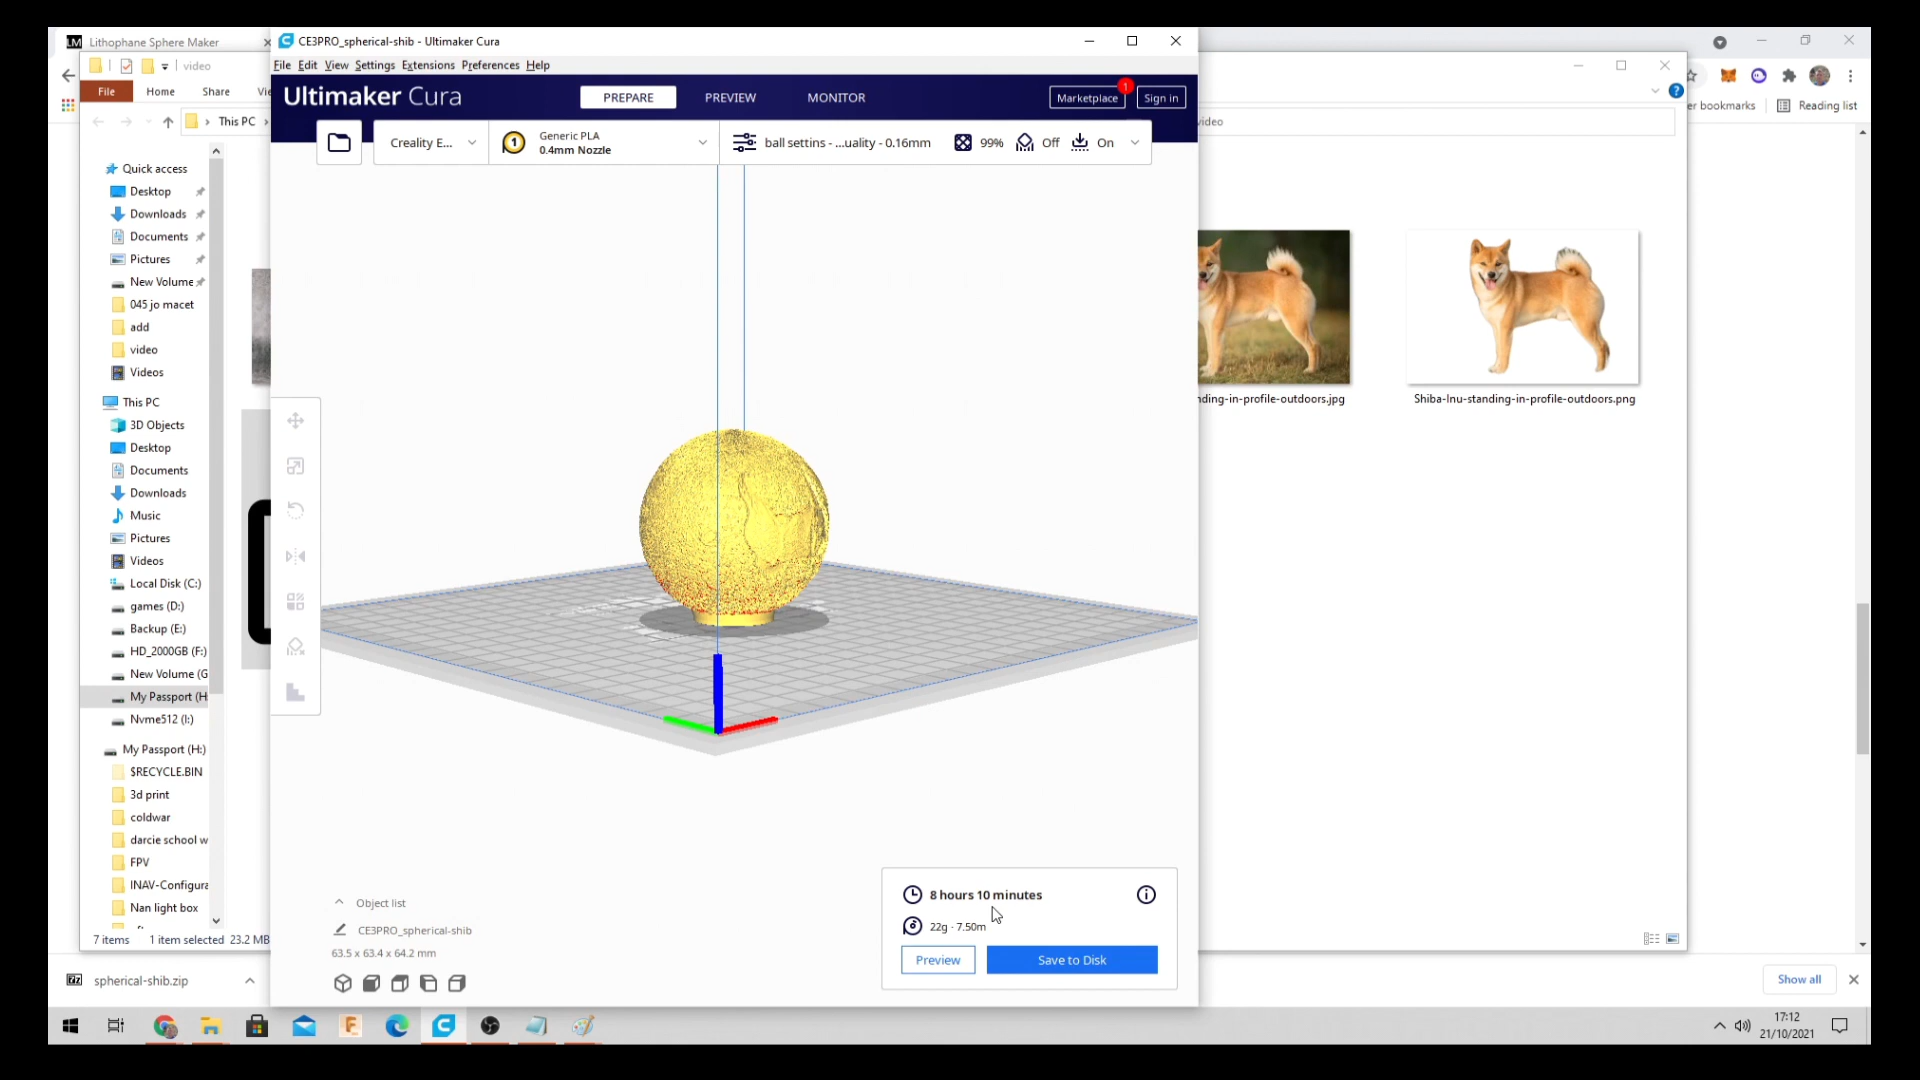 Lithophane Sphere Maker
CE3PRO_spherical-shib - Ultimaker Cura
video
File Edit View Settings Extensions Preferences Help
File Home Share
Ultimaker Cura
PREPARE PREVIEW MONITOR
Marketplace 1 Sign in
er bookmarks Reading list
This PC
video
Creality E...
1 Generic PLA
0.4mm Nozzle
ball settins - ...uality - 0.16mm 99% Off On
Quick access
Desktop
Downloads
Documents
Pictures
New Volume
045 jo macet
add
video
Videos
This PC
3D Objects
Desktop
Documents
Downloads
Music
Pictures
Videos
Local Disk (C:)
games (D:)
Backup (E:)
HD_2000GB (F:)
New Volume (G
My Passport (H
Nvme512 (I:)
My Passport (H:)
$RECYCLE.BIN
3d print
coldwar
darcie school w
FPV
INAV-Configura
Nan light box
nding-in-profile-outdoors.jpg
Shiba-Inu-standing-in-profile-outdoors.png
Object list
CE3PRO_spherical-shib
63.5 x 63.4 x 64.2 mm
8 hours 10 minutes
22g · 7.50m
Preview Save to Disk
7 items 1 item selected 23.2 MB
spherical-shib.zip
Show all
17:12
21/10/2021